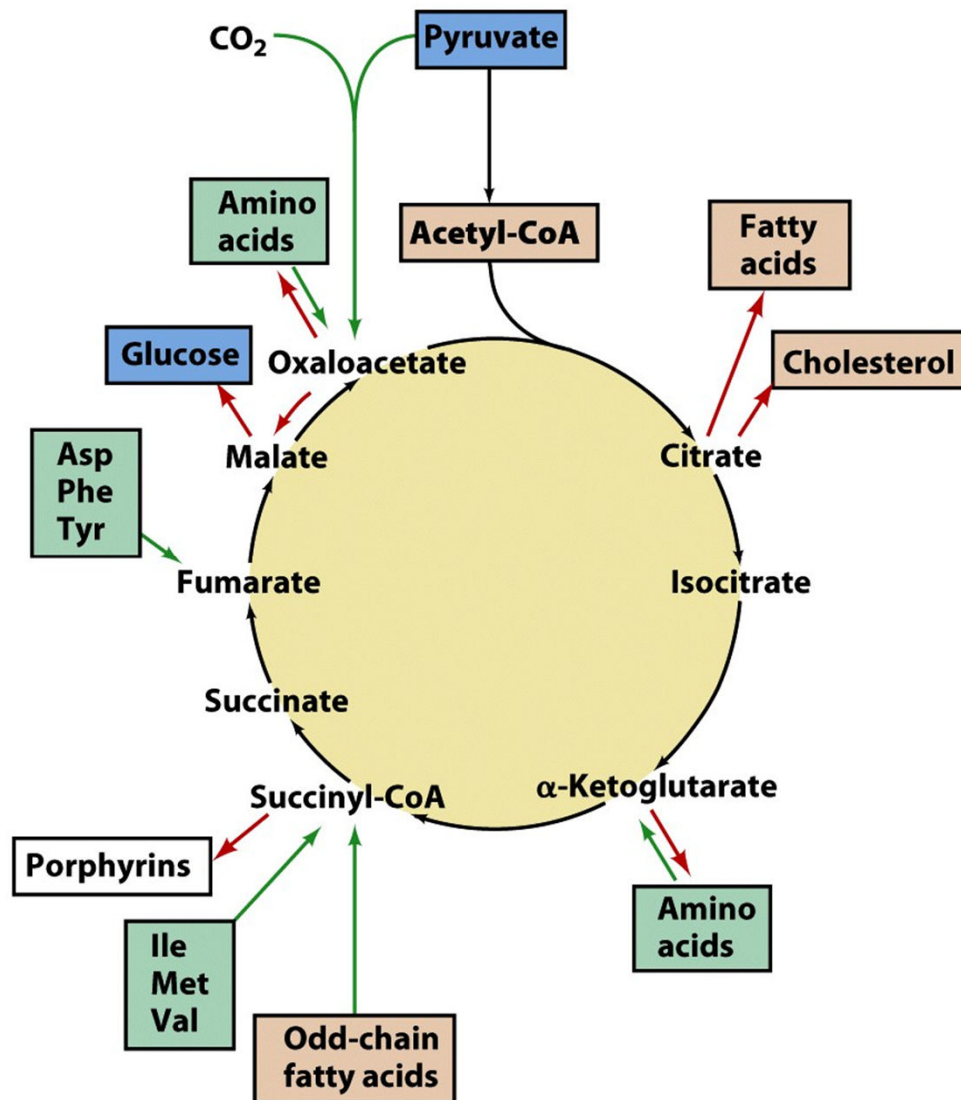 CO₂
Pyruvate
Amino
acids
Acetyl-CoA
Fatty
acids
Glucose
Oxaloacetate
Cholesterol
Malate
Citrate
Asp
Phe
Tyr
Fumarate
Isocitrate
Succinate
Succinyl-CoA
α-Ketoglutarate
Porphyrins
Amino
acids
Ile
Met
Val
Odd-chain
fatty acids